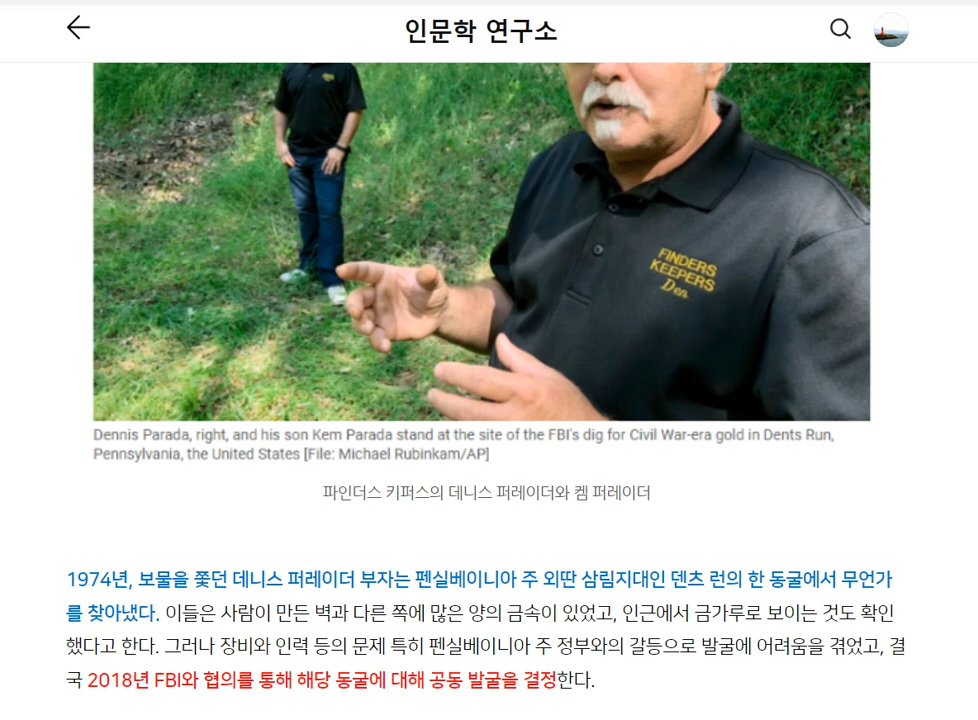 인문학 연구소
FINDERS
KEEPERS
Den
Dennis Parada, right, and his son Kem Parada stand at the site of the FBI's dig for Civil War-era gold in Dents Run,
Pennsylvania, the United States [File: Michael Rubinkam/AP]
파인더스 키퍼스의 데니스 퍼레이더와 켐 퍼레이더
1974년, 보물을 쫓던 데니스 퍼레이더 부자는 펜실베이니아 주 외딴 삼림지대인 덴츠 런의 한 동굴에서 무언가
를 찾아냈다. 이들은 사람이 만든 벽과 다른 쪽에 많은 양의 금속이 있었고, 인근에서 금가루로 보이는 것도 확인
했다고 한다. 그러나 장비와 인력 등의 문제 특히 펜실베이니아 주 정부와의 갈등으로 발굴에 어려움을 겪었고, 결
국 2018년 FBI와 협의를 통해 해당 동굴에 대해 공동 발굴을 결정한다.